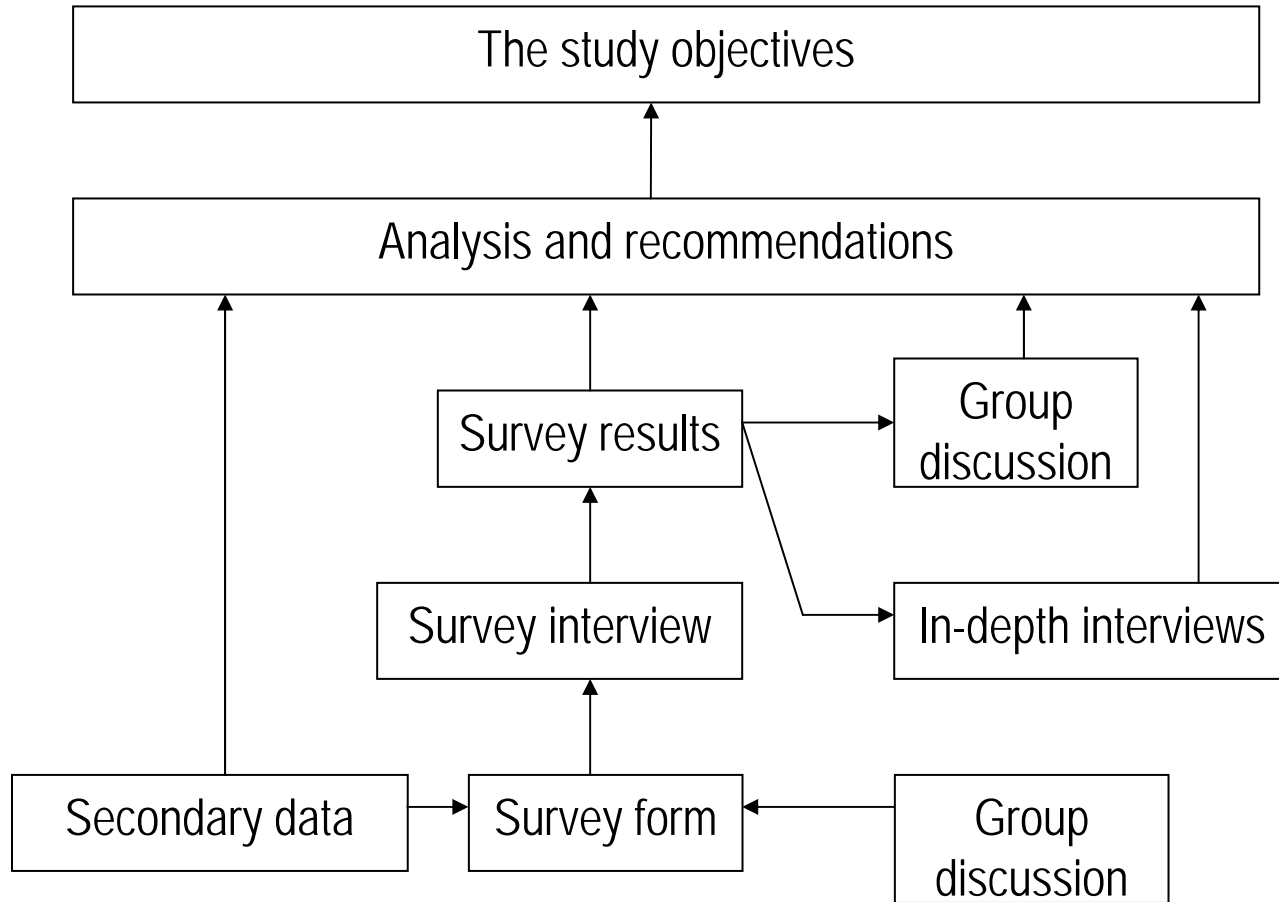 The study objectives
Analysis and recommendations
Group
discussion
Survey results
Survey interview
In-depth interviews
Secondary data
Survey form
Group
discussion